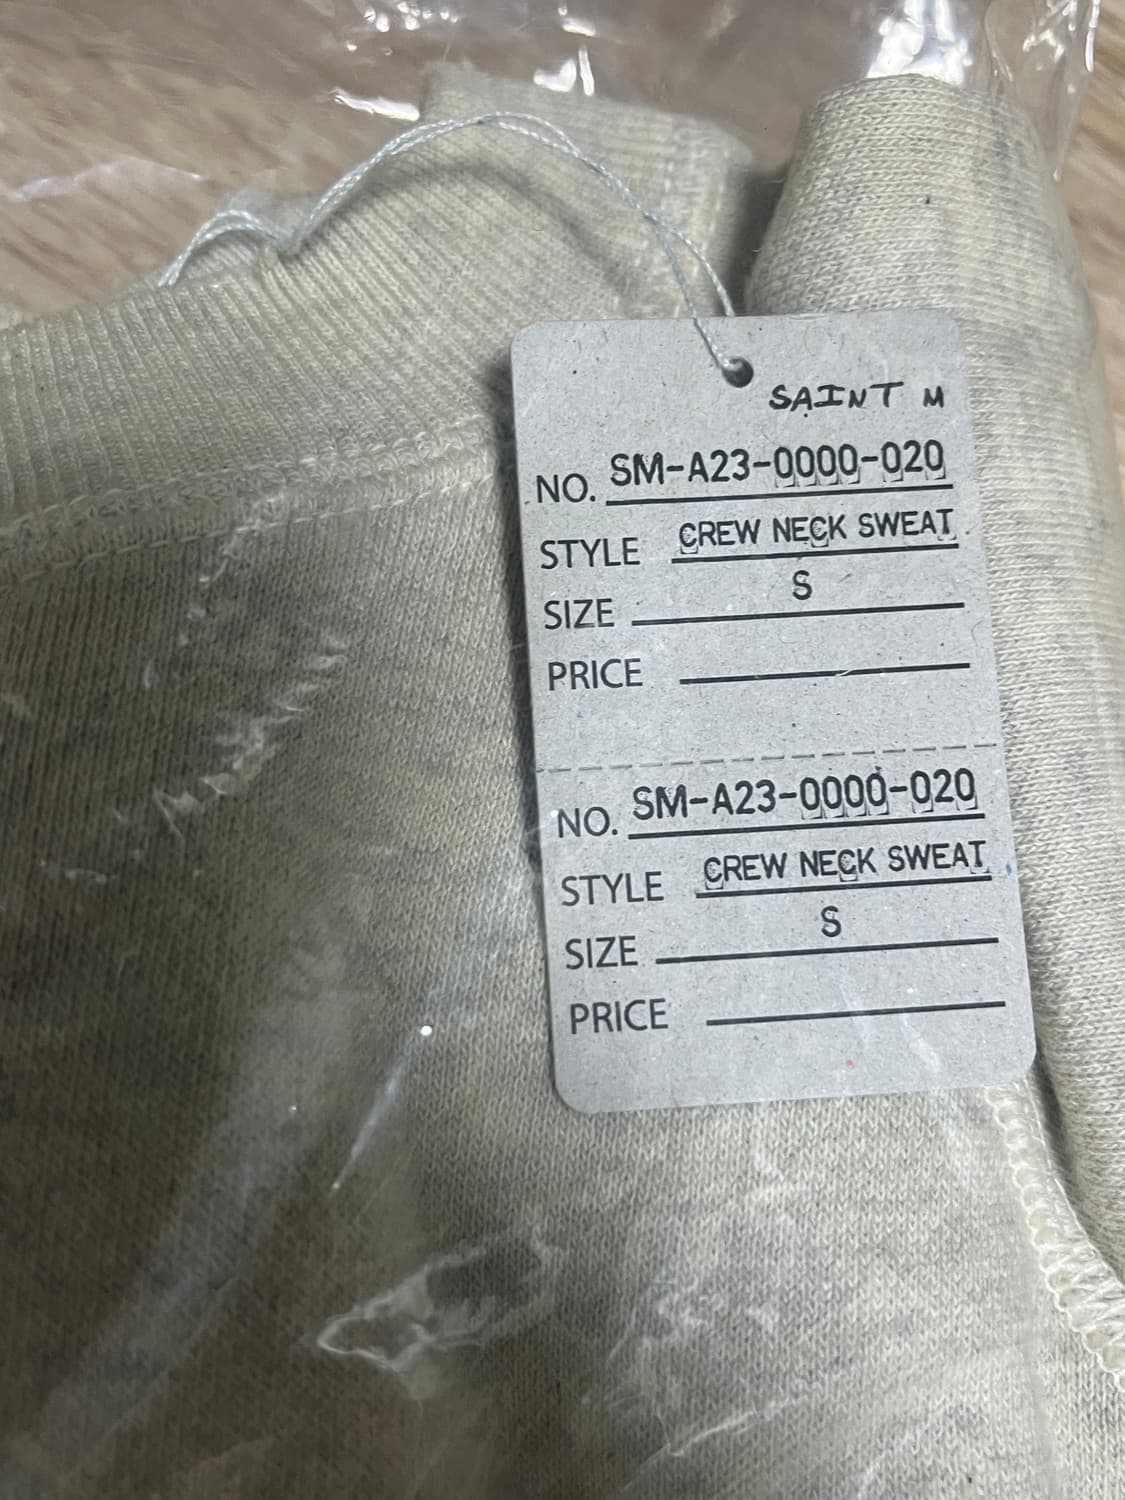 SAINT M
NO. SM-A23-0000-020
STYLE CREW NECK SWEAT
SIZE S
PRICE
NO. SM-A23-0000-020
STYLE CREW NECK SWEAT
SIZE S
PRICE